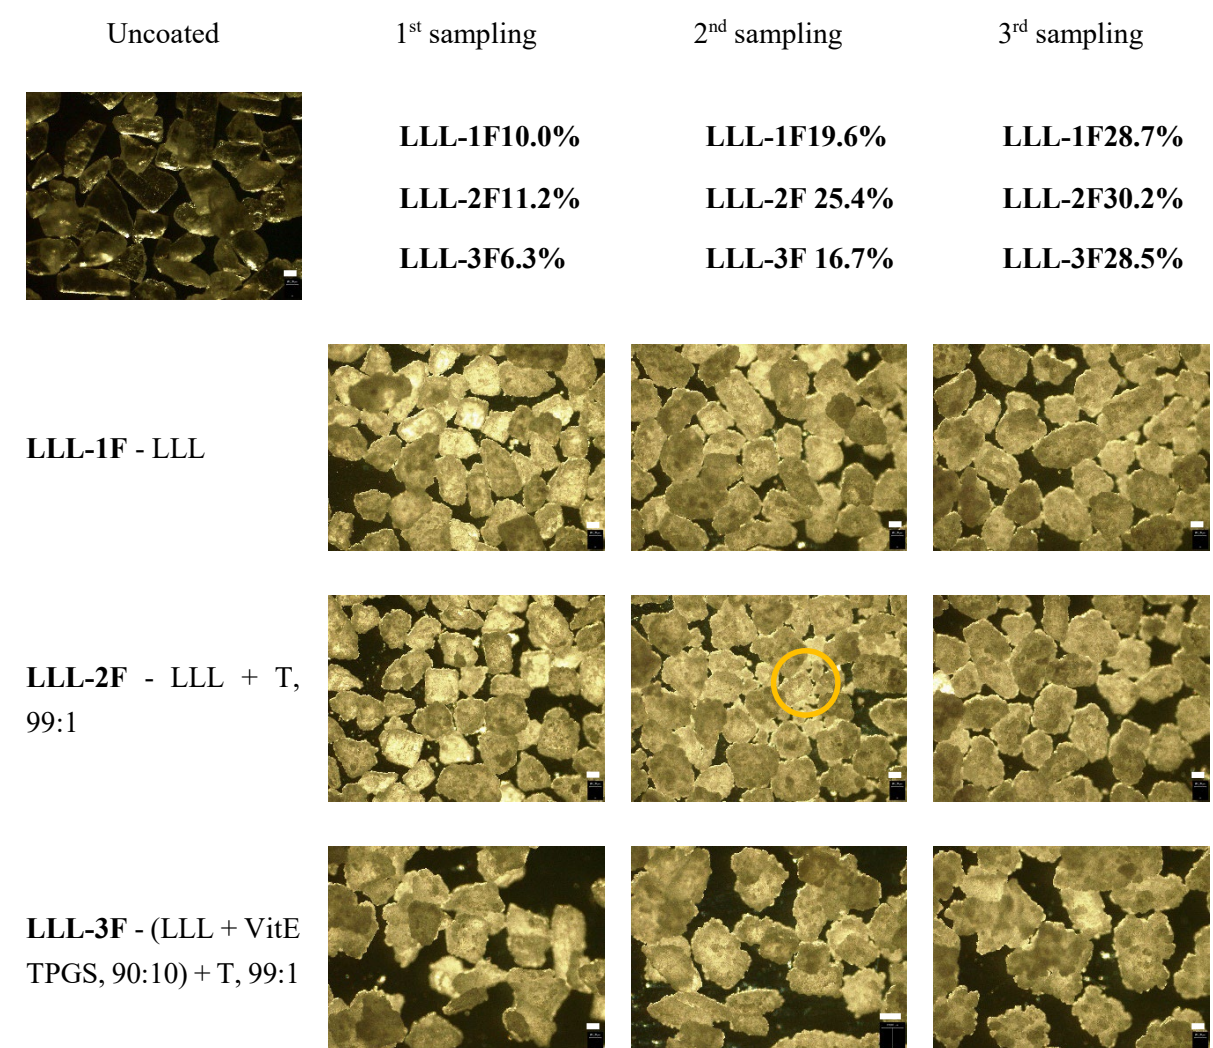 Uncoated 1st sampling 2nd sampling 3rd sampling
LLL-1F10.0% LLL-1F19.6% LLL-1F28.7%
LLL-2F11.2% LLL-2F 25.4% LLL-2F30.2%
LLL-3F6.3% LLL-3F 16.7% LLL-3F28.5%
LLL-1F - LLL
LLL-2F - LLL + T,
99:1
LLL-3F - (LLL + VitE
TPGS, 90:10) + T, 99:1